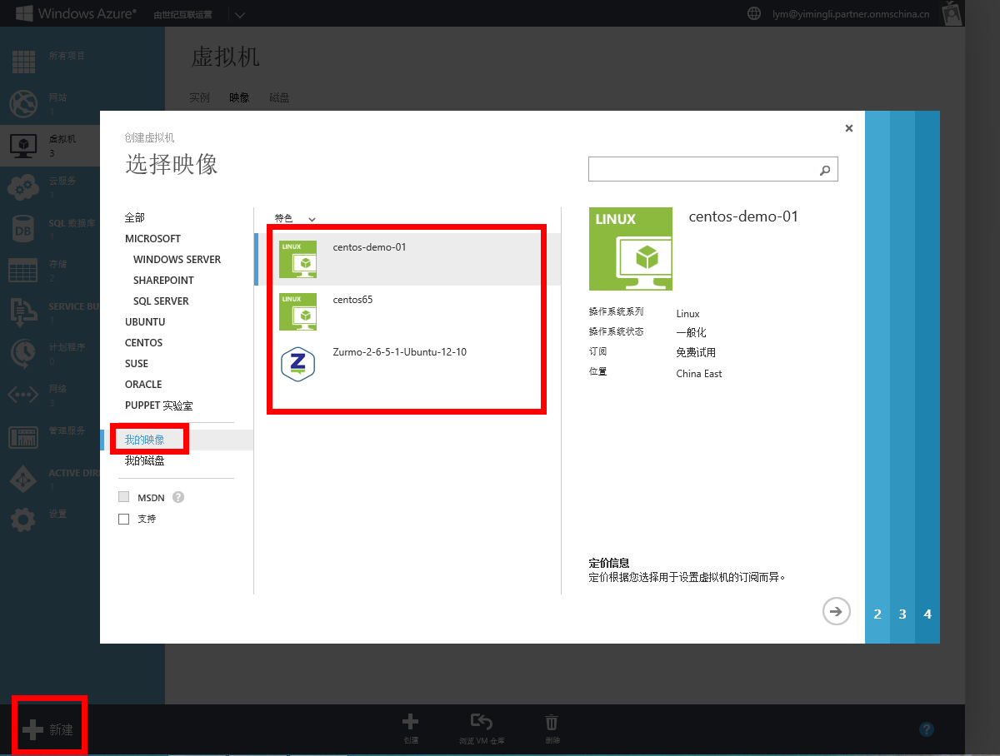 Windows Azure 由世纪互联运营
lym@yimingli.partner.onmschina.cn
所有项目
网站
1
虚拟机
3
云服务
1
DB
SQL 数据库
1
存储
2
SERVICE BU
1
计划程序
0
网络
3
管理服务
ACTIVE DIR
1
设置
虚拟机
实例 映像 磁盘
创建虚拟机
选择映像
全部
MICROSOFT
WINDOWS SERVER
SHAREPOINT
SQL SERVER
UBUNTU
CENTOS
SUSE
ORACLE
PUPPET 实验室
我的映像
我的磁盘
MSDN ?
支持
特色
LINUX
centos-demo-01
LINUX
centos65
Z
Zurmo-2-6-5-1-Ubuntu-12-10
LINUX
centos-demo-01
操作系统系列 Linux
操作系统状态 一般化
订阅 免费试用
位置 China East
定价信息
定价根据您选择用于设置虚拟机的订阅而异。
2 3 4
新建
创建
浏览 VM 仓库
删除
?